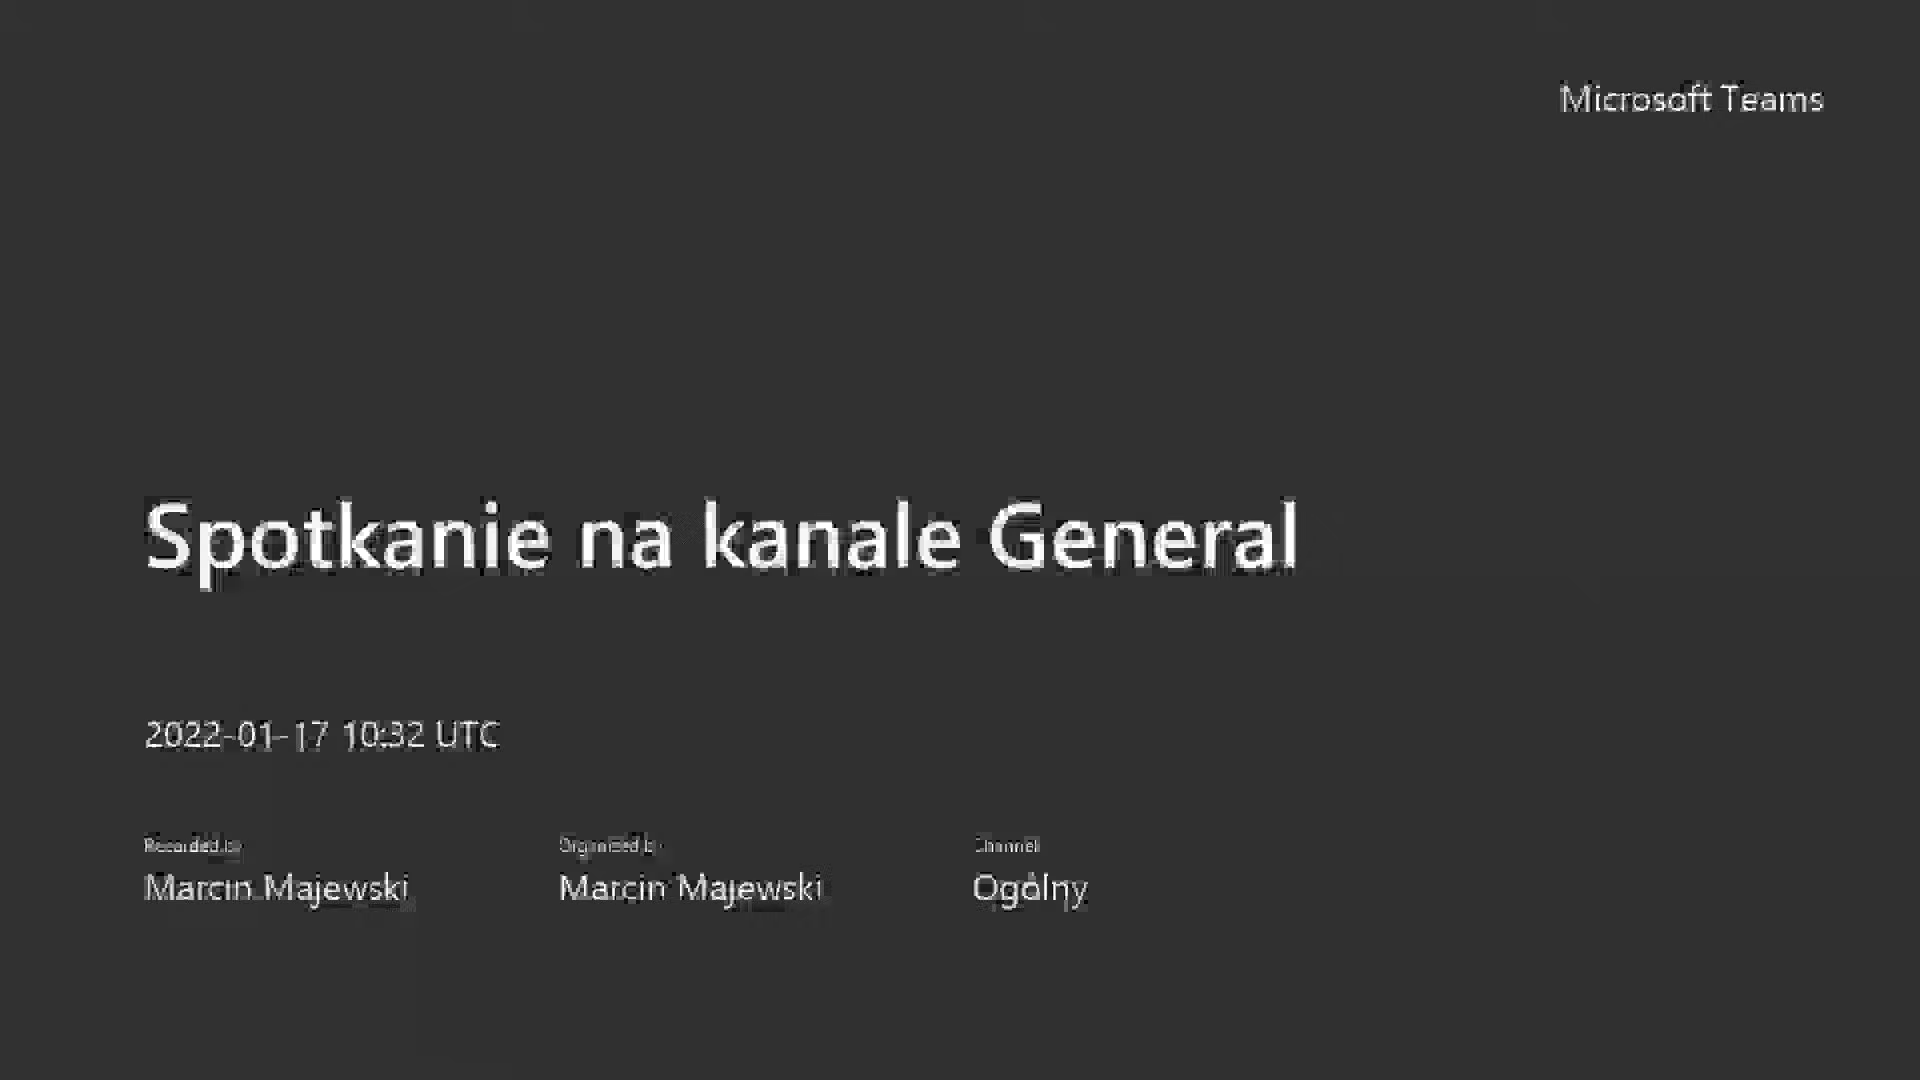 Microsoft Teams
Spotkanie na kanale General
2022-01-17 10:32 UTC
Recorded by Organized by Channel
Marcin Majewski Marcin Majewski Ogólny